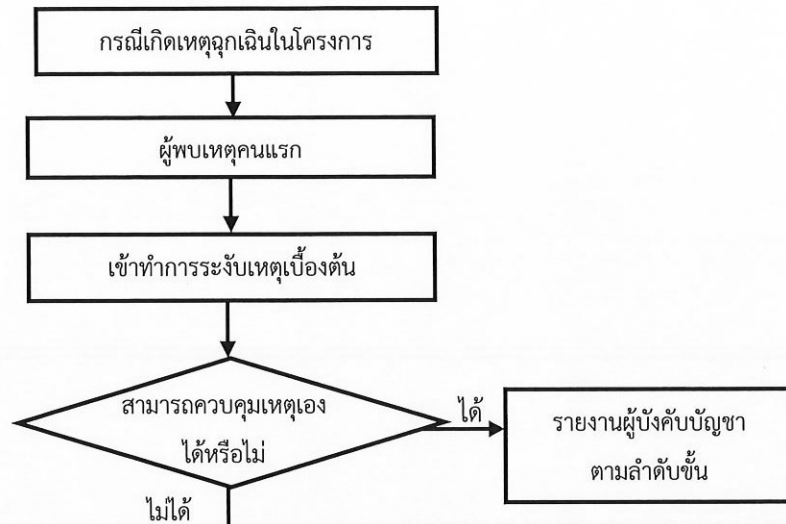 กรณีเกิดเหตุฉุกเฉินในโครงการ
ผู้พบเหตุคนแรก
เข้าทำการระงับเหตุเบื้องต้น
สามารถควบคุมเหตุเอง
ได้หรือไม่
ได้
รายงานผู้บังคับบัญชา
ตามลำดับขั้น
ไม่ได้